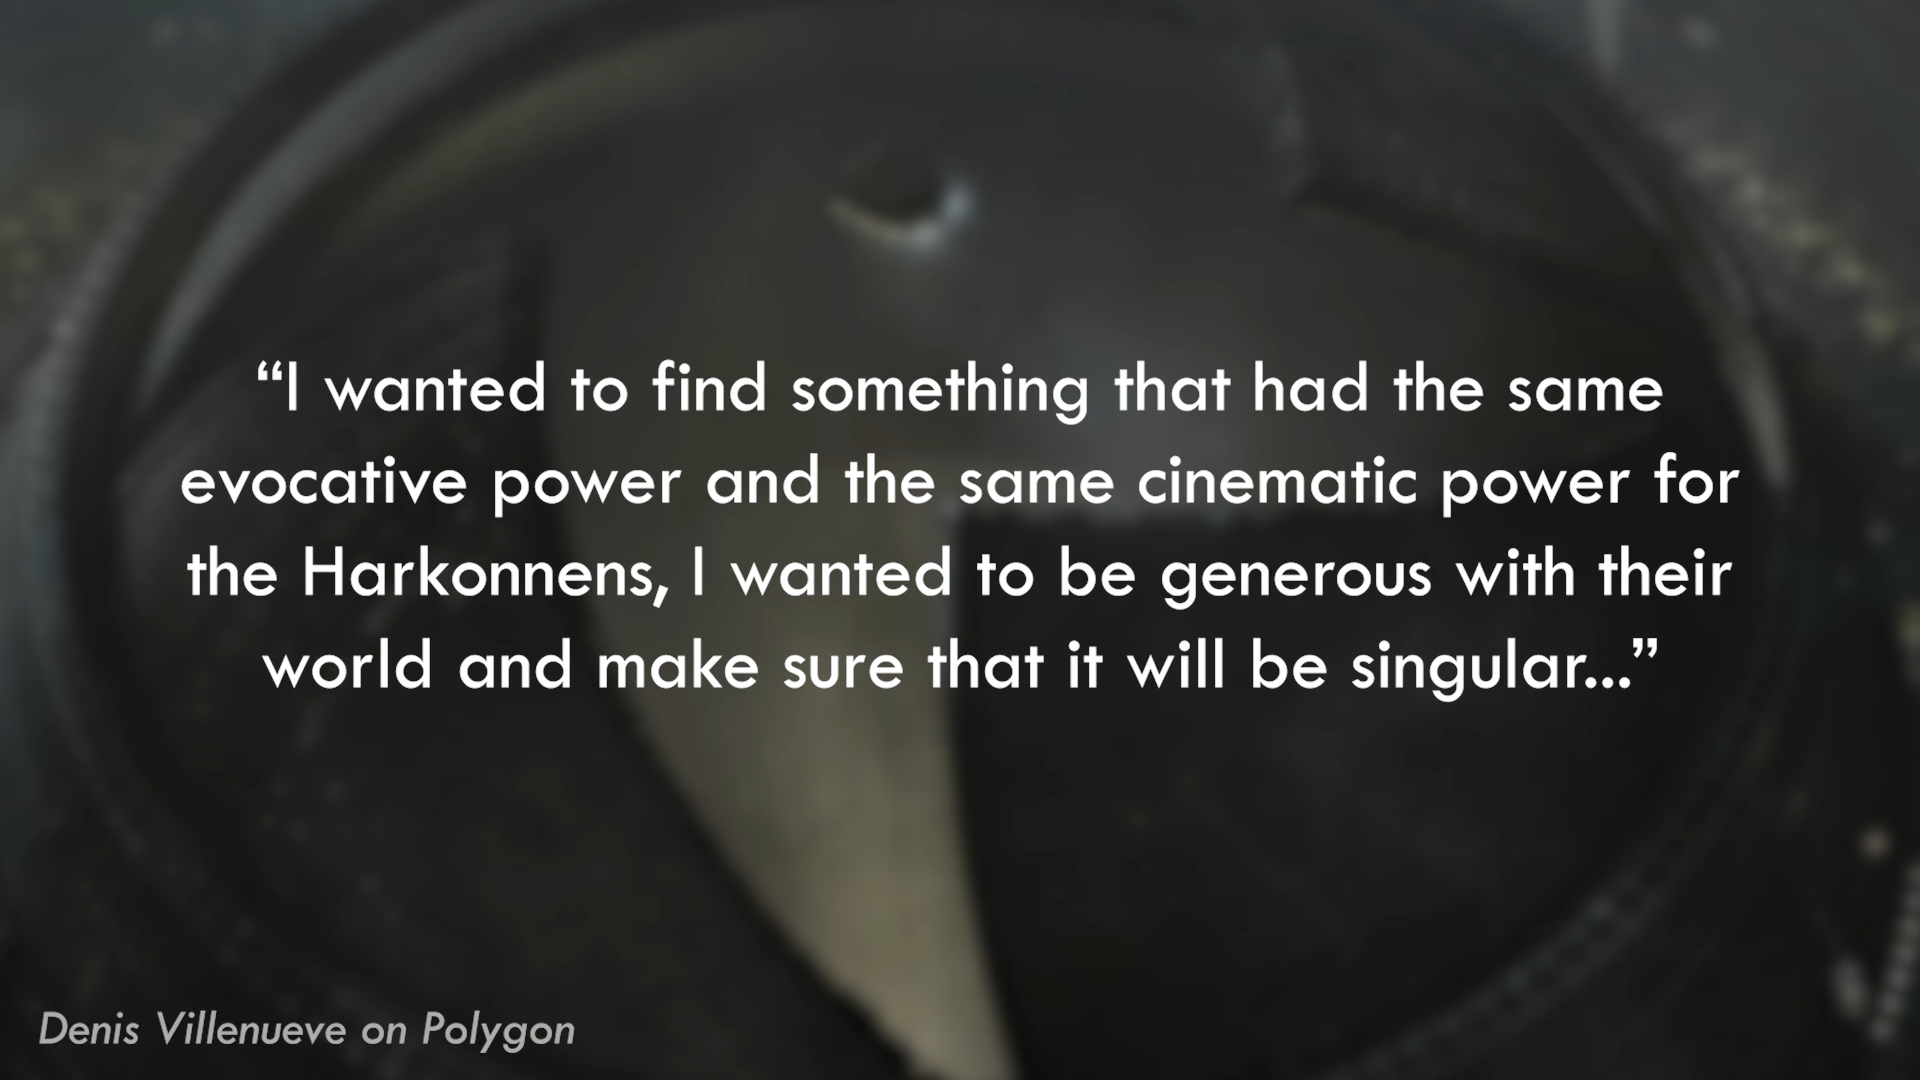 “I wanted to find something that had the same
evocative power and the same cinematic power for
the Harkonnens, I wanted to be generous with their
world and make sure that it will be singular...”
Denis Villenueve on Polygon